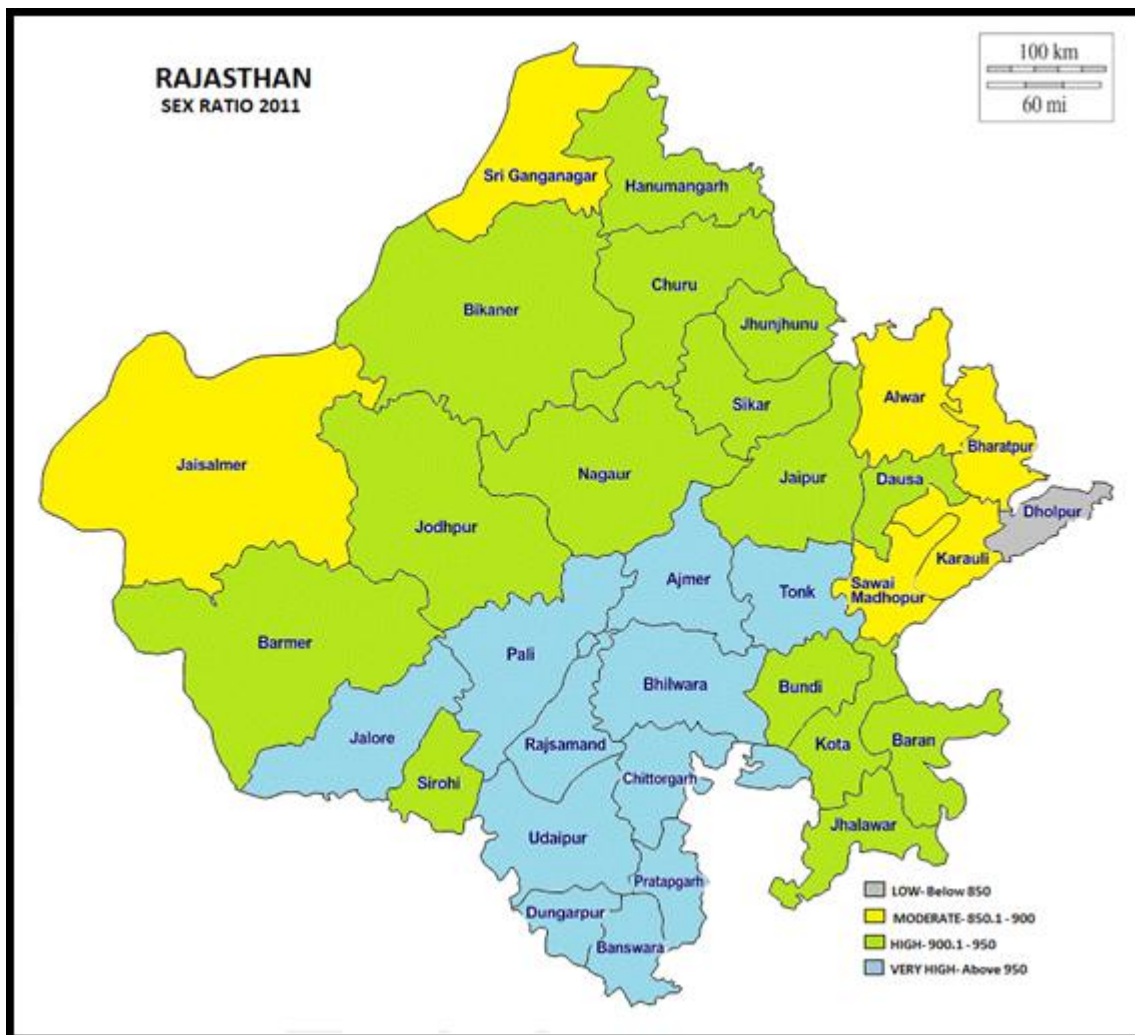 RAJASTHAN
SEX RATIO 2011
100 km
60 mi
Sri Ganganagar
Hanumangarh
Churu
Bikaner
Jhunjhunu
Sikar
Alwar
Bharatpur
Jaisalmer
Nagaur
Jaipur
Dausa
Dholpur
Jodhpur
Karauli
Sawai
Madhopur
Ajmer
Tonk
Barmer
Pali
Bhilwara
Bundi
Jalore
Rajsamand
Kota
Baran
Sirohi
Chittorgarh
Jhalawar
Udaipur
Pratapgarh
Dungarpur
Banswara
LOW- Below 850
MODERATE- 850.1 - 900
HIGH- 900.1 - 950
VERY HIGH- Above 950